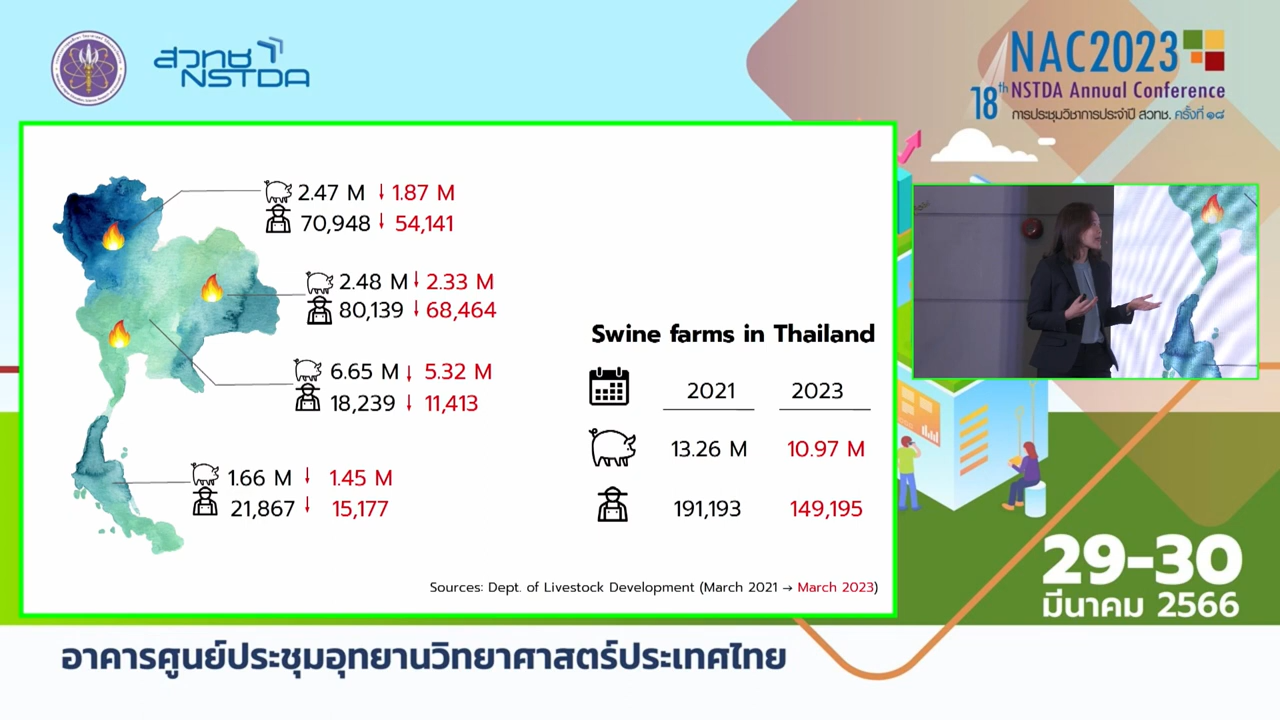 สวทช
NSTDA
NAC2023
18th NSTDA Annual Conference
การประชุมวิชาการประจำปี สวทช. ครั้งที่ ๑๘
2.47 M ↓ 1.87 M
70,948 ↓ 54,141
2.48 M ↓ 2.33 M
80,139 ↓ 68,464
6.65 M ↓ 5.32 M
18,239 ↓ 11,413
1.66 M ↓ 1.45 M
21,867 ↓ 15,177
Swine farms in Thailand
2021 2023
13.26 M 10.97 M
191,193 149,195
Sources: Dept. of Livestock Development (March 2021 → March 2023)
29-30
มีนาคม 2566
อาคารศูนย์ประชุมอุทยานวิทยาศาสตร์ประเทศไทย